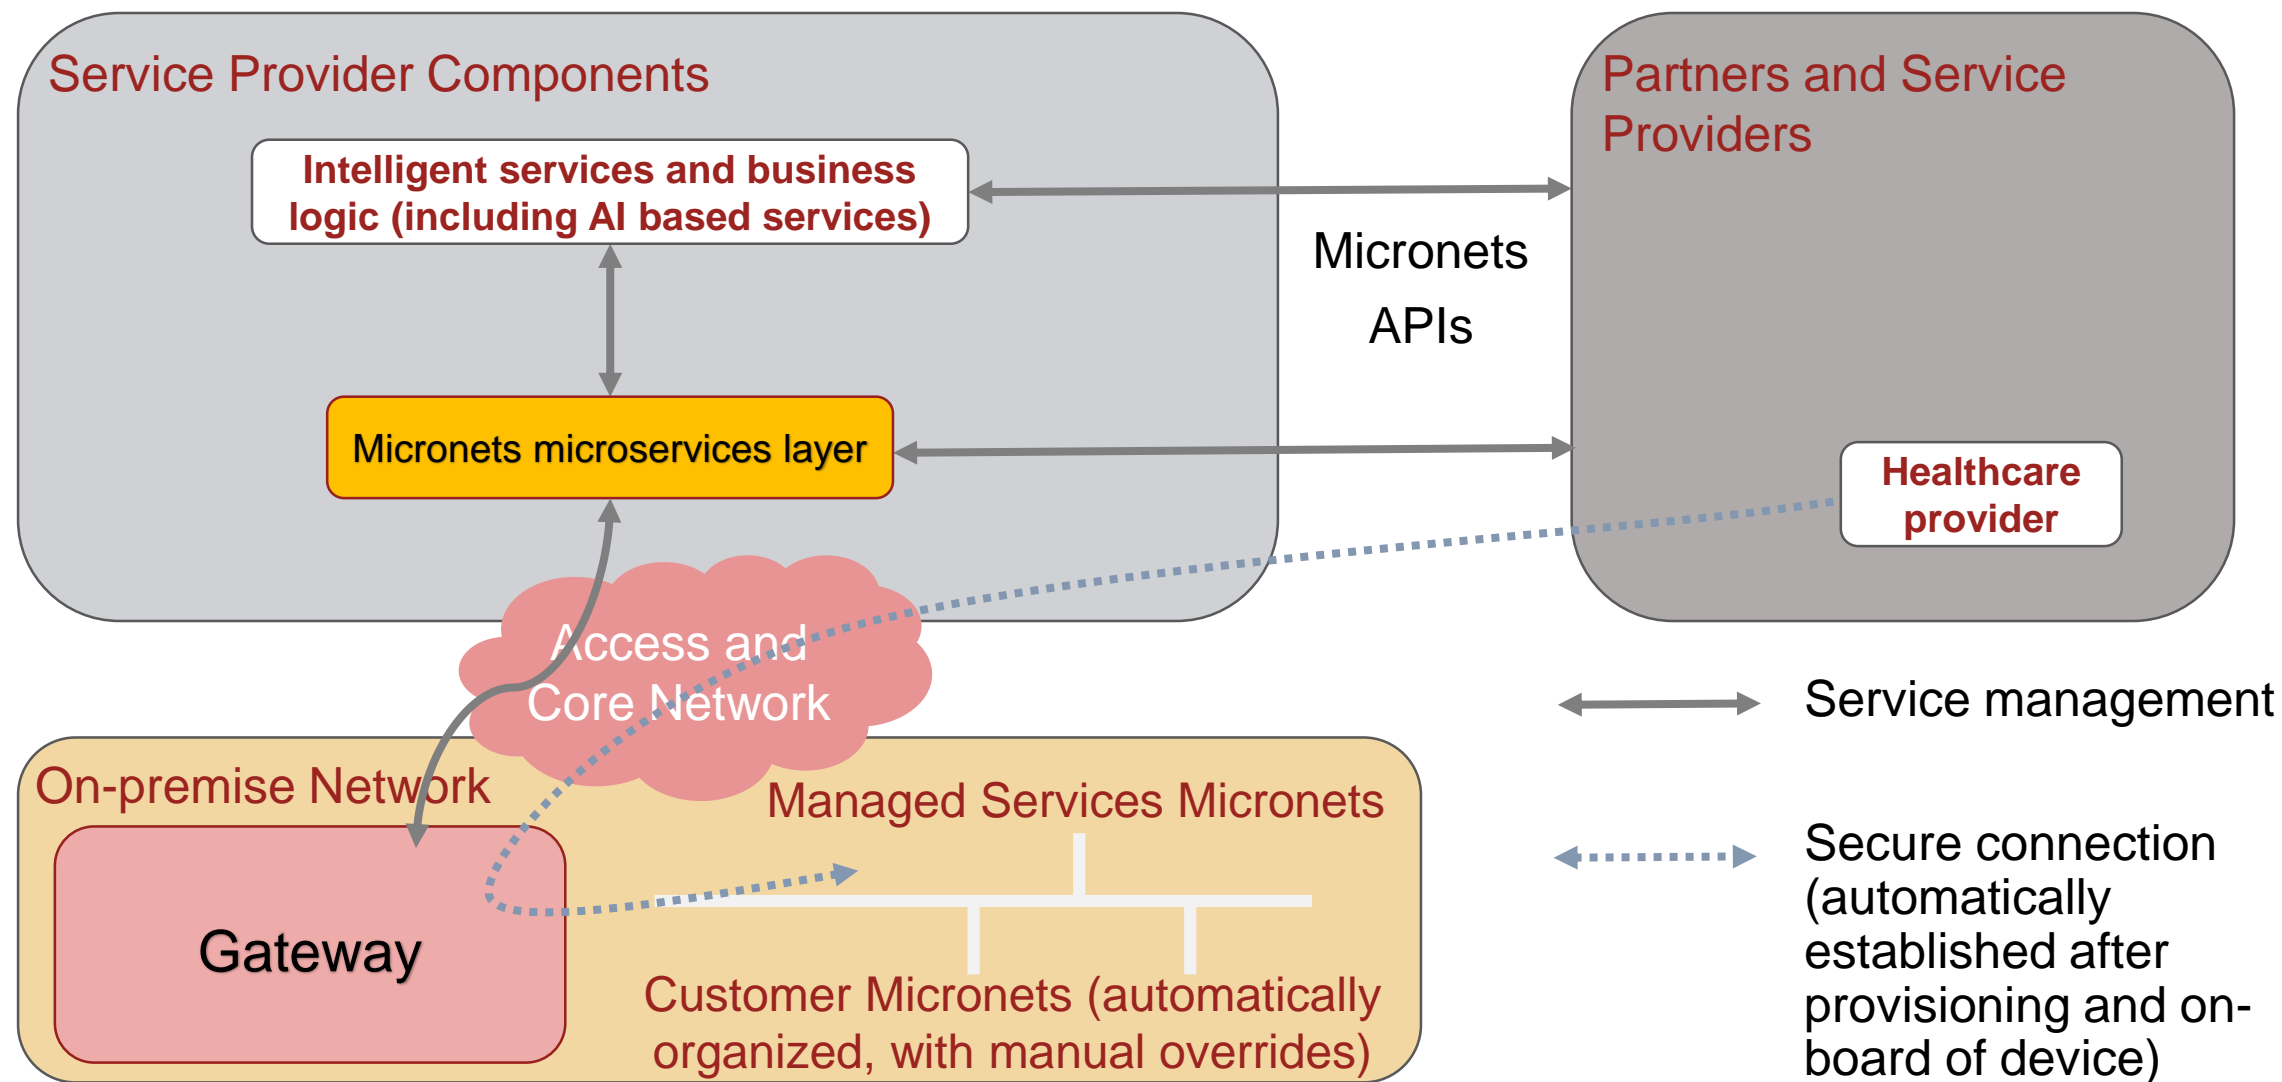 Service Provider Components
Intelligent services and business
logic (including AI based services)
Micronets microservices layer
Micronets
APIs
Partners and Service
Providers
Healthcare
provider
Access and
Core Network
On-premise Network
Gateway
Managed Services Micronets
Customer Micronets (automatically
organized, with manual overrides)
Service management
Secure connection
(automatically
established after
provisioning and on-
board of device)